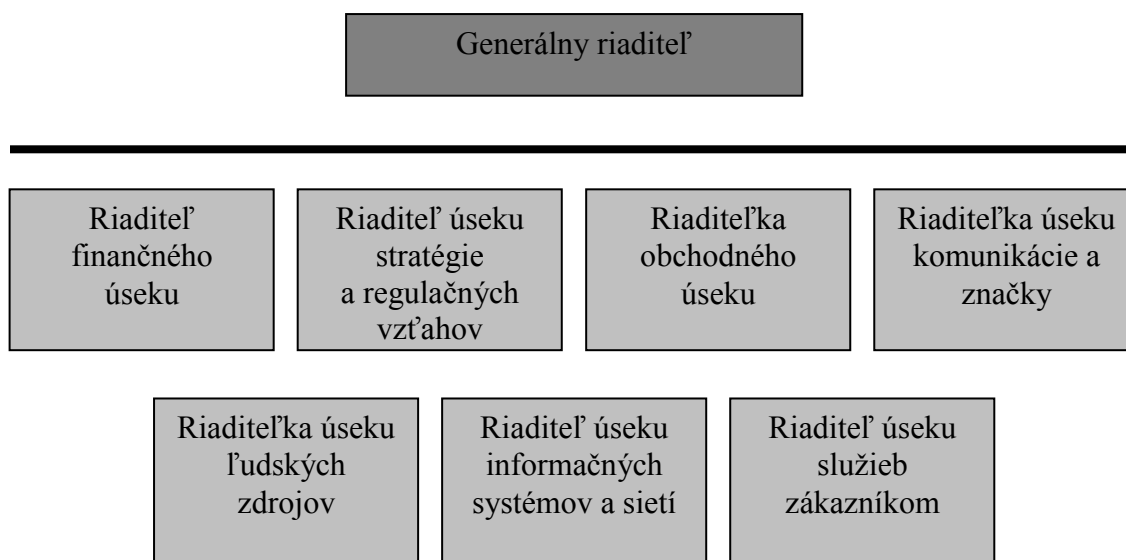 Generálny riaditeľ
Riaditeľ
finančného
úseku
Riaditeľ úseku
stratégie
a regulačných
vzťahov
Riaditeľka
obchodného
úseku
Riaditeľka úseku
komunikácie a
značky
Riaditeľka úseku
ľudských
zdrojov
Riaditeľ úseku
informačných
systémov a sietí
Riaditeľ úseku
služieb
zákazníkom